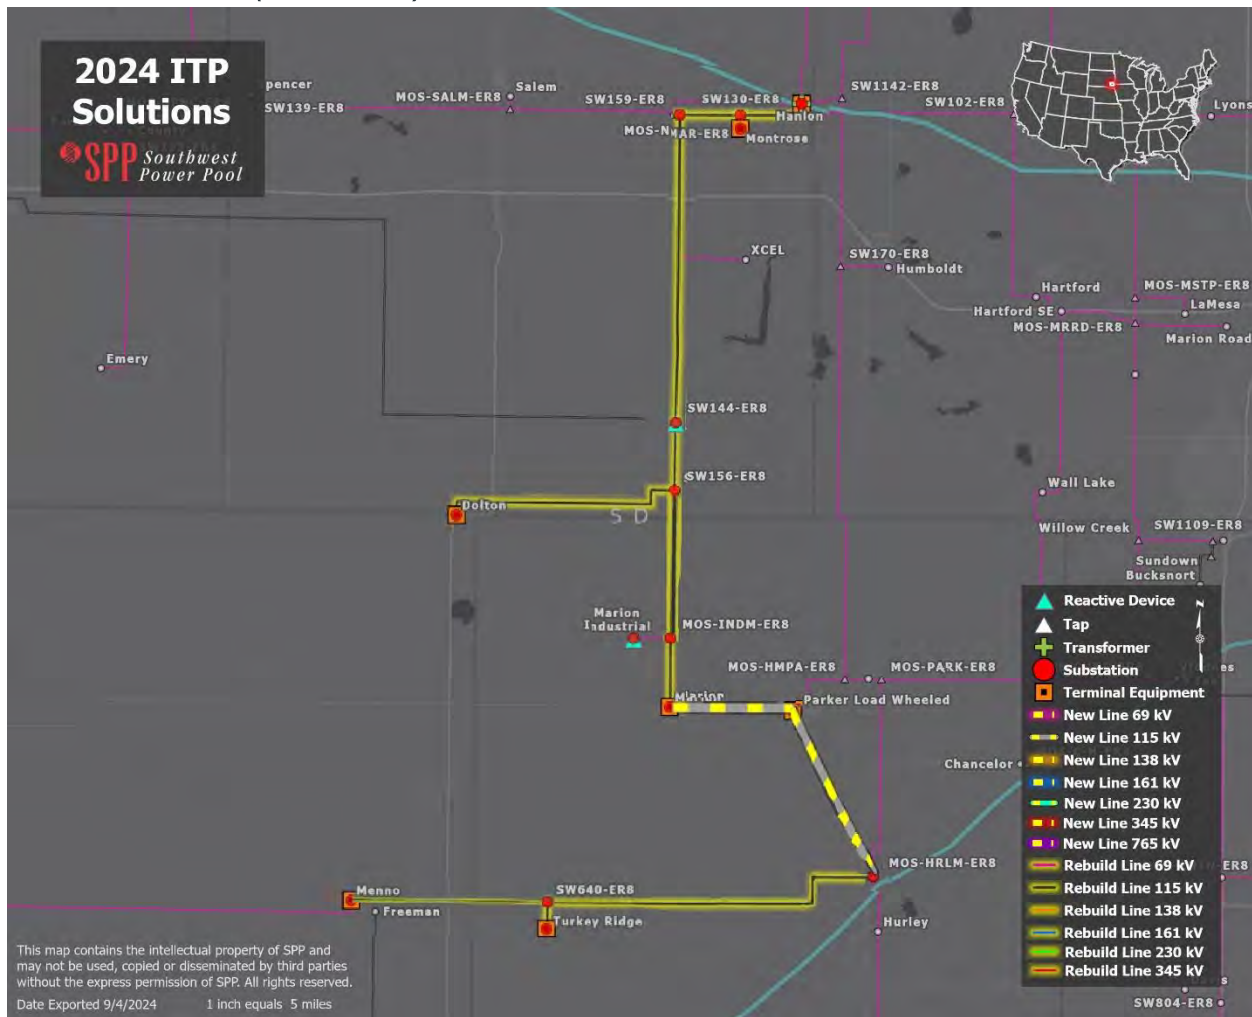 2024 ITP
Solutions
SPP Southwest
Power Pool
pencer
SW139-ER8
MOS-SALM-ER8
Salem
SW159-ER8
SW130-ER8
Hanlon
SW1142-ER8
SW102-ER8
Lyons
MAR-ER8
Montrose
XCEL
SW170-ER8
Humboldt
Hartford
MOS-MSTP-ER8
Hartford SE
LaMesa
MOS-MRRD-ER8
Marion Road
Emery
SW144-ER8
SW156-ER8
Dolton
S D
Wall Lake
Willow Creek
SW1109-ER8
Sundown
Bucksnort
Marion
Industrial
MOS-INDM-ER8
MOS-HMPA-ER8
MOS-PARK-ER8
Parker Load Wheeled
Chancelor
MOS-HRLM-ER8
Menno
Freeman
SW640-ER8
Turkey Ridge
Hurley
Reactive Device
N
Tap
Transformer
Substation
Terminal Equipment
New Line 69 kV
New Line 115 kV
New Line 138 kV
New Line 161 kV
New Line 230 kV
New Line 345 kV
New Line 765 kV
Rebuild Line 69 kV
Rebuild Line 115 kV
Rebuild Line 138 kV
Rebuild Line 161 kV
Rebuild Line 230 kV
Rebuild Line 345 kV
SW804-ER8
This map contains the intellectual property of SPP and
may not be used, copied or disseminated by third parties
without the express permission of SPP. All rights reserved.
Date Exported 9/4/2024 1 inch equals 5 miles